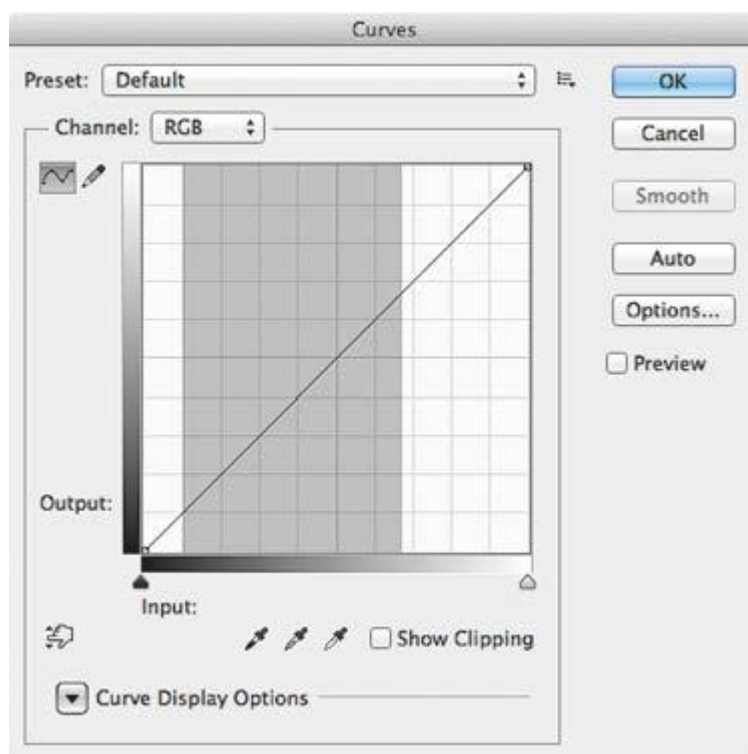 Curves
Preset: Default
OK
Channel: RGB
Cancel
Smooth
Auto
Options...
Preview
Output:
Input:
Show Clipping
Curve Display Options